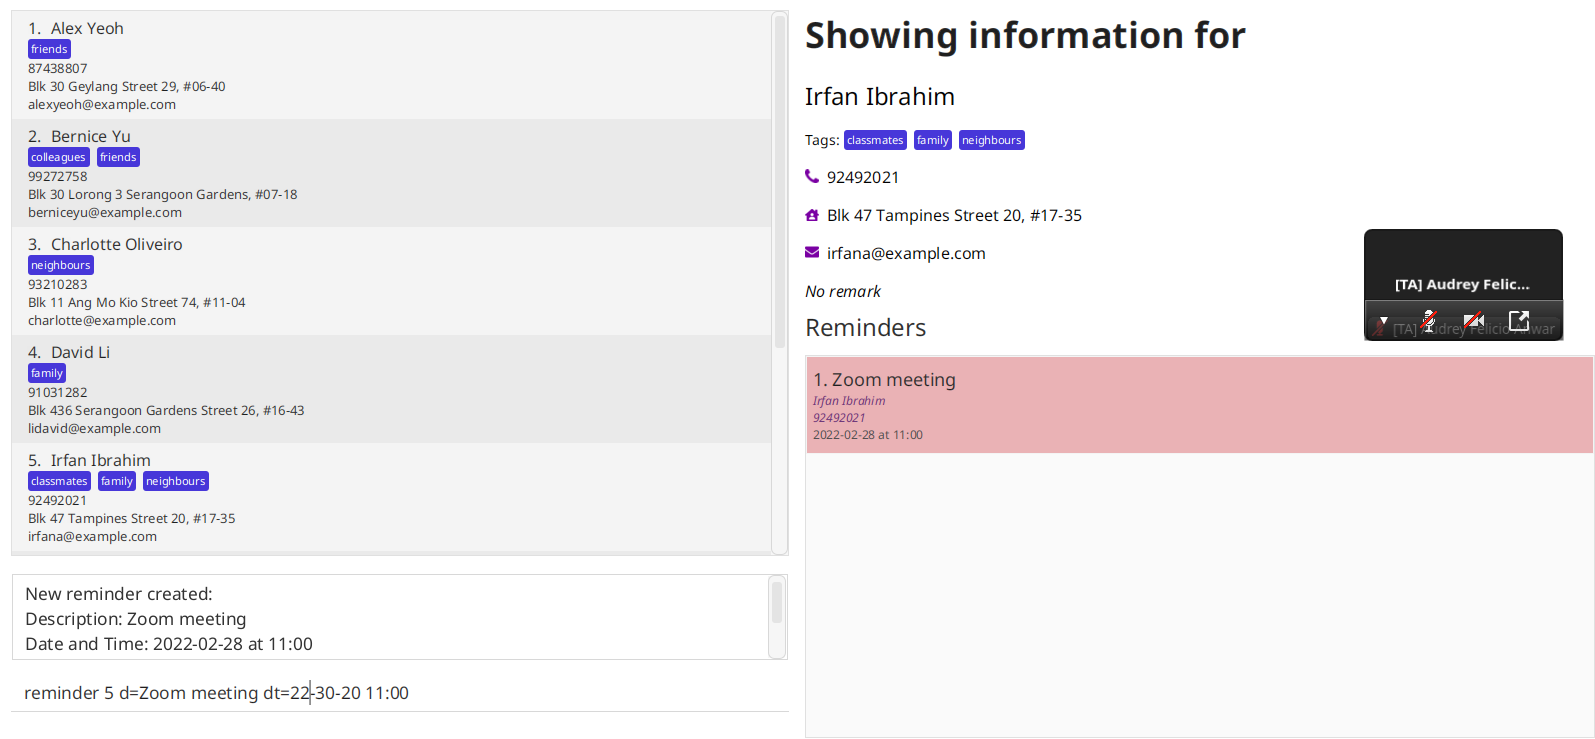 1. Alex Yeoh
friends
87438807
Blk 30 Geylang Street 29, #06-40
alexyeoh@example.com
2. Bernice Yu
colleagues friends
99272758
Blk 30 Lorong 3 Serangoon Gardens, #07-18
berniceyu@example.com
3. Charlotte Oliveiro
neighbours
93210283
Blk 11 Ang Mo Kio Street 74, #11-04
charlotte@example.com
4. David Li
family
91031282
Blk 436 Serangoon Gardens Street 26, #16-43
lidavid@example.com
5. Irfan Ibrahim
classmates family neighbours
92492021
Blk 47 Tampines Street 20, #17-35
irfana@example.com
New reminder created:
Description: Zoom meeting
Date and Time: 2022-02-28 at 11:00
reminder 5 d=Zoom meeting dt=22-30-20 11:00
Showing information for
Irfan Ibrahim
Tags: classmates family neighbours
92492021
Blk 47 Tampines Street 20, #17-35
irfana@example.com
No remark
[TA] Audrey Felic...
[TA] Audrey Felicio Anwar
Reminders
1. Zoom meeting
Irfan Ibrahim
92492021
2022-02-28 at 11:00